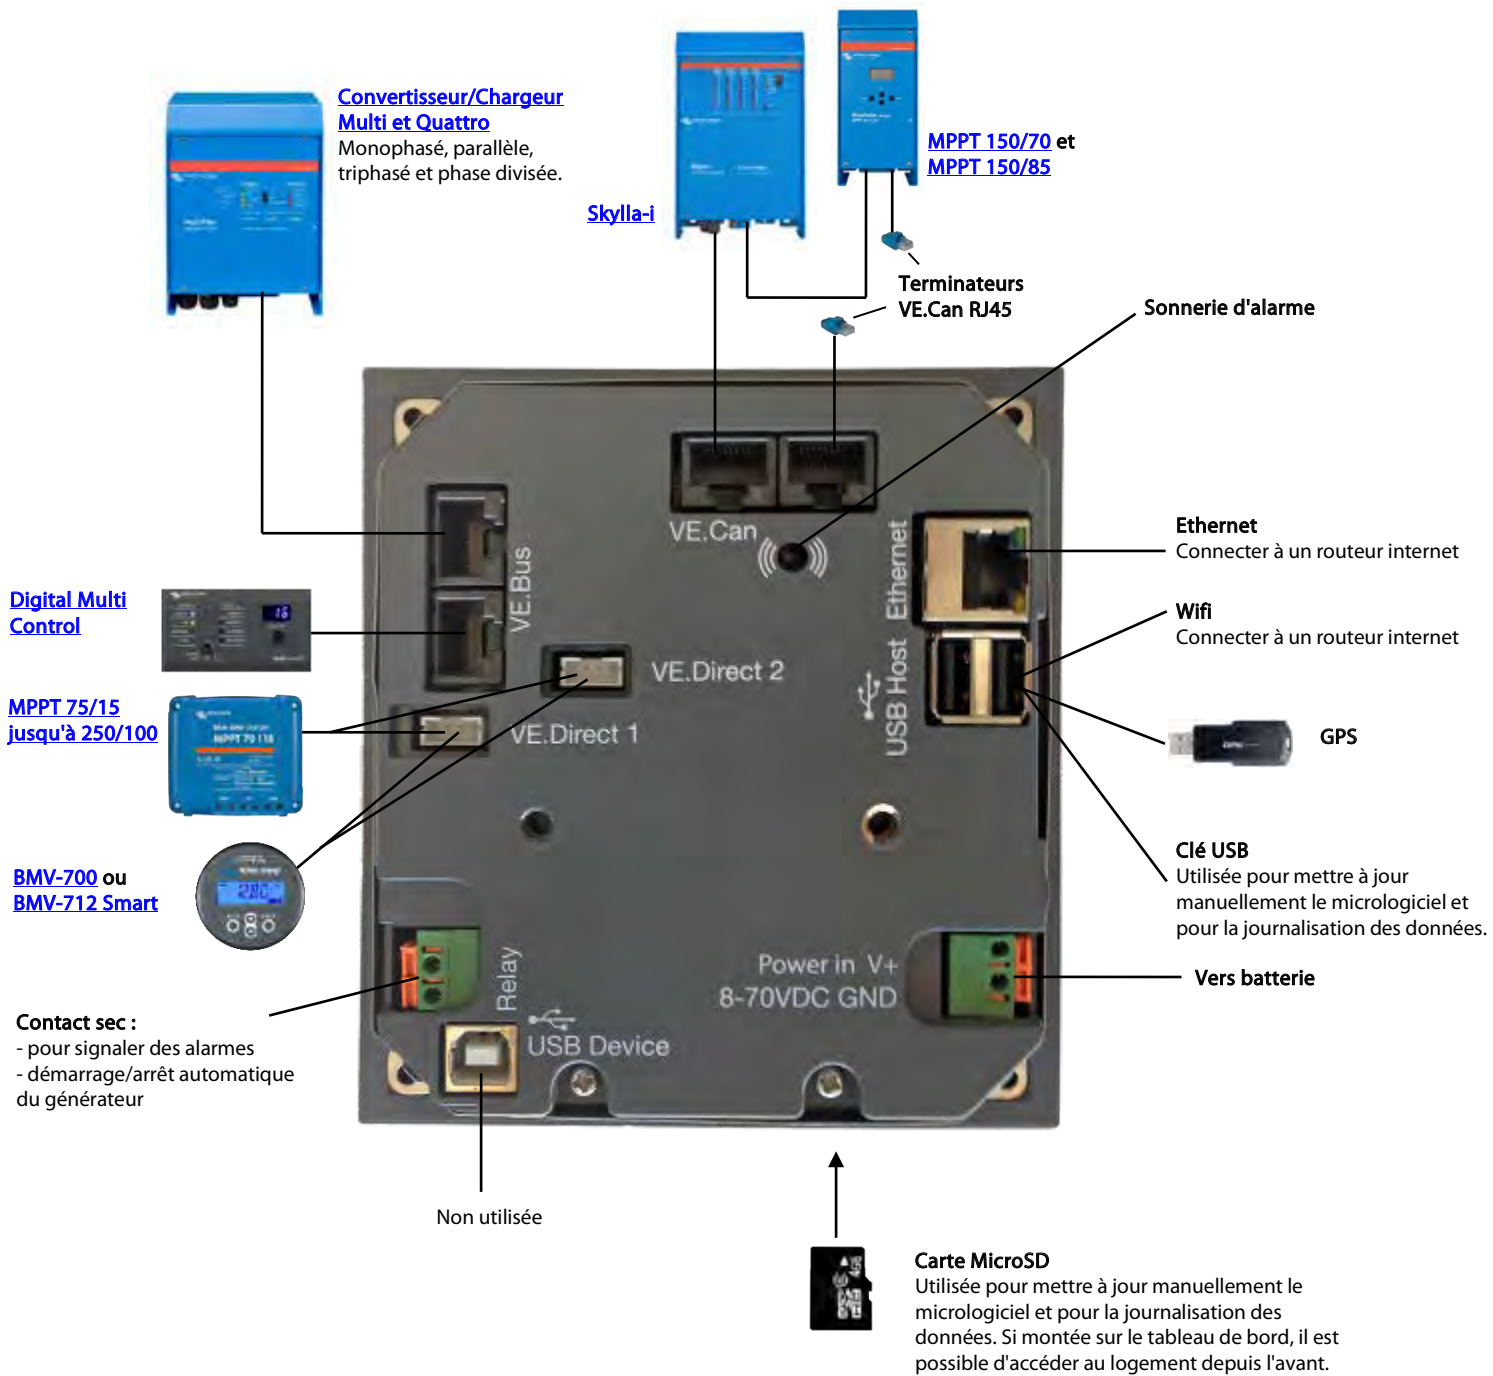 Convertisseur/Chargeur
Multi et Quattro
Monophasé, parallèle,
triphasé et phase divisée.
MPPT 150/70 et
MPPT 150/85
Skylla-i
Terminateurs
VE.Can RJ45
Sonnerie d'alarme
VE.Can
Ethernet
Ethernet
Connecter à un routeur internet
VE.Bus
Digital Multi
Control
Wifi
Connecter à un routeur internet
VE.Direct 2
USB Host
MPPT 75/15
jusqu'à 250/100
MPPT 70 | 15
VE.Direct 1
GPS
Clé USB
Utilisée pour mettre à jour
manuellement le micrologiciel et
pour la journalisation des données.
BMV-700 ou
BMV-712 Smart
Relay
Power in V+
8-70VDC GND
Vers batterie
Contact sec :
- pour signaler des alarmes
- démarrage/arrêt automatique
du générateur
USB Device
Non utilisée
Carte MicroSD
Utilisée pour mettre à jour manuellement le
micrologiciel et pour la journalisation des
données. Si montée sur le tableau de bord, il est
possible d'accéder au logement depuis l'avant.